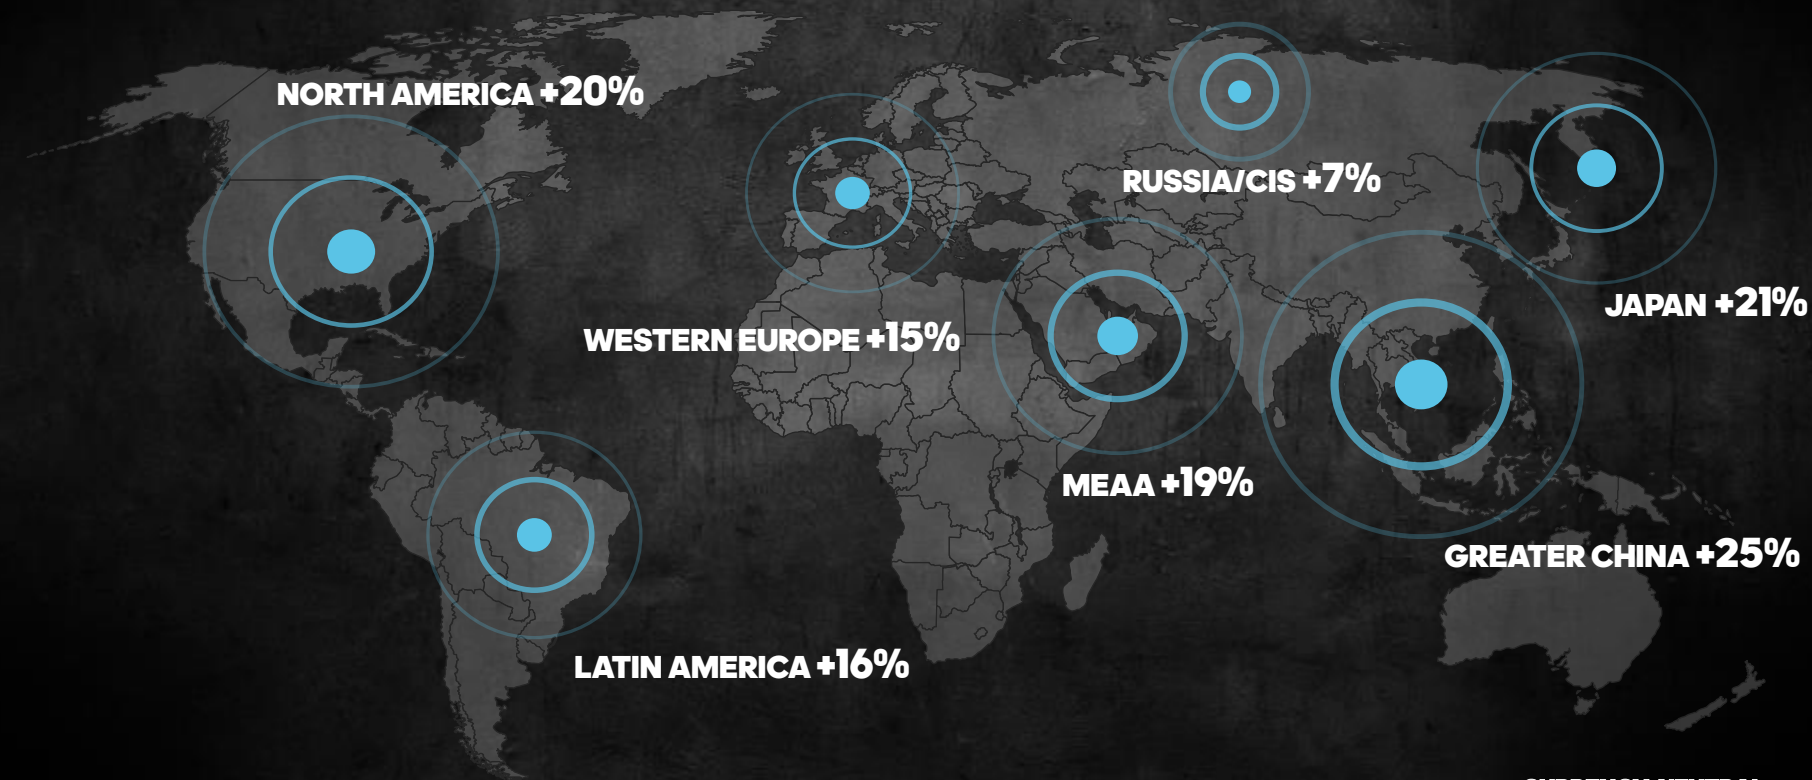 NORTH AMERICA +20%
RUSSIA/CIS +7%
JAPAN +21%
WESTERN EUROPE +15%
MEAA +19%
GREATER CHINA +25%
LATIN AMERICA +16%